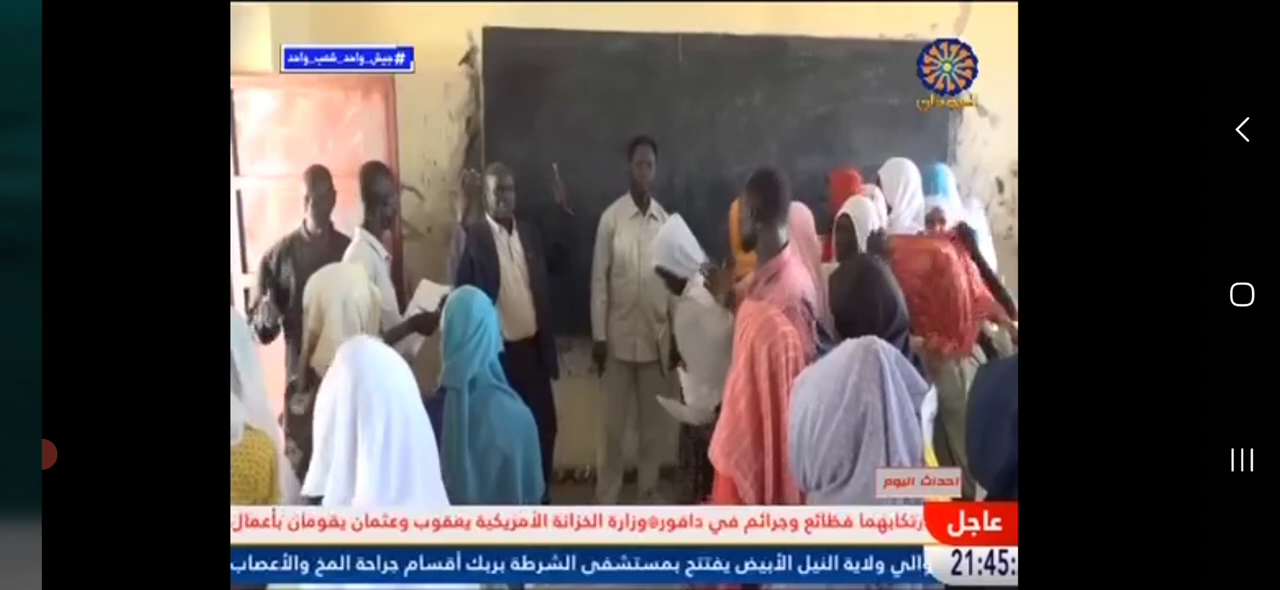 #جيش_واحد_شعب_واحد
السودان
احداث اليوم
عاجل
رتكابهما فظائع وجرائم في دافور وزارة الخزانة الأمريكية يعقوب وعثمان يقومان بأعمال
والي ولاية النيل الأبيض يفتتح بمستشفى الشرطة بربك أقسام جراحة المخ والأعصاب
21:45: